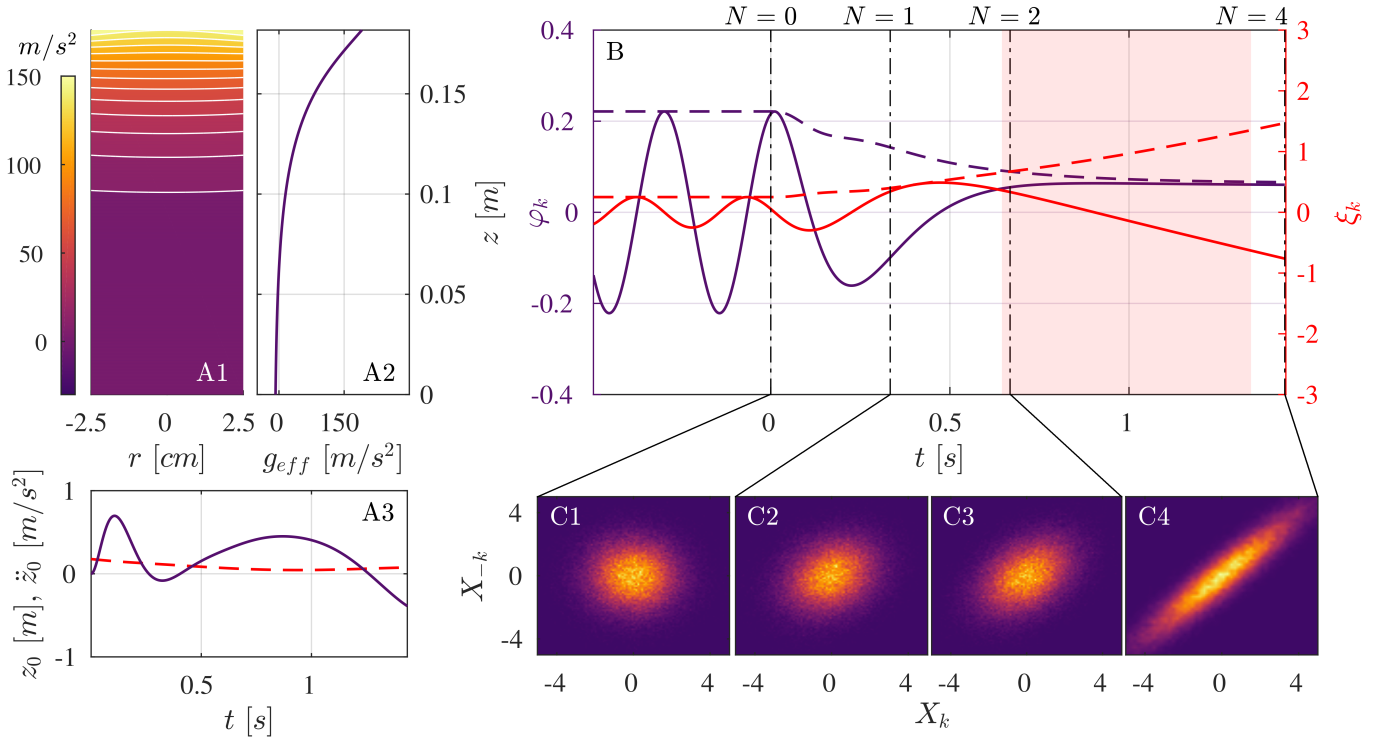 m/s²
150
100
50
0
A1
-2.5 0 2.5
r [cm]
A2
0 150
g_eff [m/s²]
0.15
0.1
0.05
0
z [m]
N = 0 N = 1 N = 2 N = 4
B
0.4
0.2
0
-0.2
-0.4
φ_k
0 0.5 1
t [s]
3
2
1
0
-1
-2
-3
ξ_k
A3
1
0
-1
z₀ [m], z̈₀ [m/s²]
0.5 1
t [s]
C1 C2 C3 C4
4
0
-4
X_{-k}
-4 0 4 -4 0 4 -4 0 4 -4 0 4
X_k